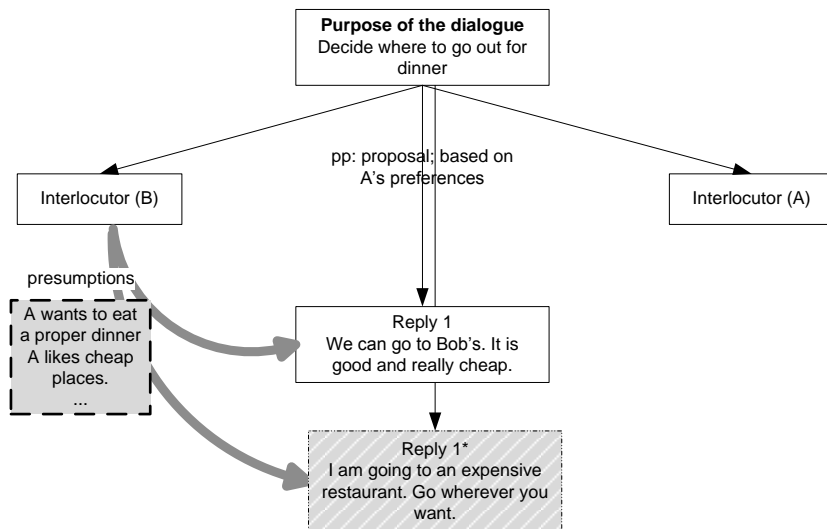 Purpose of the dialogue
Decide where to go out for
dinner
pp: proposal; based on
A's preferences
Interlocutor (B)
Interlocutor (A)
presumptions
A wants to eat
a proper dinner
A likes cheap
places.
...
Reply 1
We can go to Bob's. It is
good and really cheap.
Reply 1*
I am going to an expensive
restaurant. Go wherever you
want.